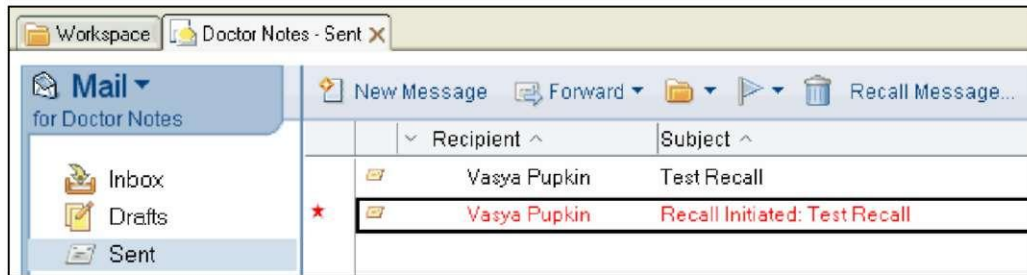 Workspace Doctor Notes - Sent
Mail
for Doctor Notes
New Message Forward Recall Message...
Recipient Subject
Inbox
Drafts
Sent
Vasya Pupkin Test Recall
Vasya Pupkin Recall Initiated: Test Recall